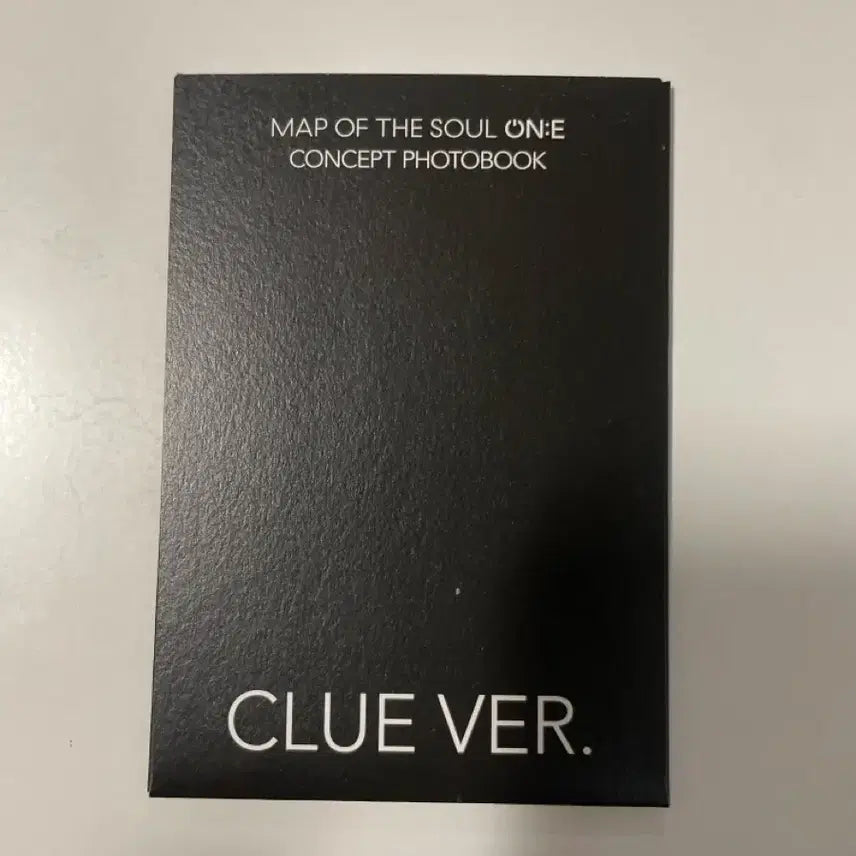 MAP OF THE SOUL ON:E
CONCEPT PHOTOBOOK
CLUE VER.